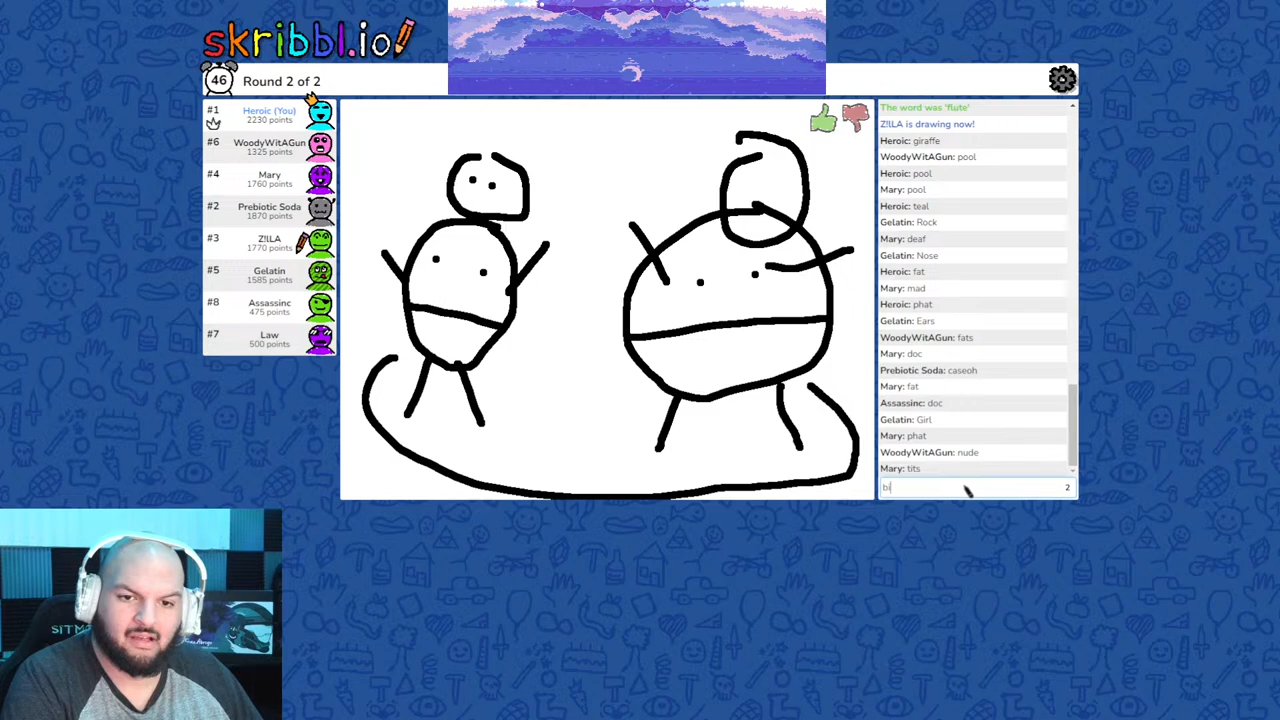 skribbl.io
46
Round 2 of 2
#1 Heroic (You)
2230 points
#6 WoodyWitAGun
1325 points
#4 Mary
1760 points
#2 Prebiotic Soda
1870 points
#3 Z!LLA
1770 points
#5 Gelatin
1585 points
#8 Assassinc
475 points
#7 Law
500 points
The word was 'flute'
Z!LLA is drawing now!
Heroic: giraffe
WoodyWitAGun: pool
Heroic: pool
Mary: pool
Heroic: teal
Gelatin: Rock
Mary: deaf
Gelatin: Nose
Heroic: fat
Mary: mad
Heroic: phat
Gelatin: Ears
WoodyWitAGun: fats
Mary: doc
Prebiotic Soda: caseoh
Mary: fat
Assassinc: doc
Gelatin: Girl
Mary: phat
WoodyWitAGun: nude
Mary: tits
bi 2